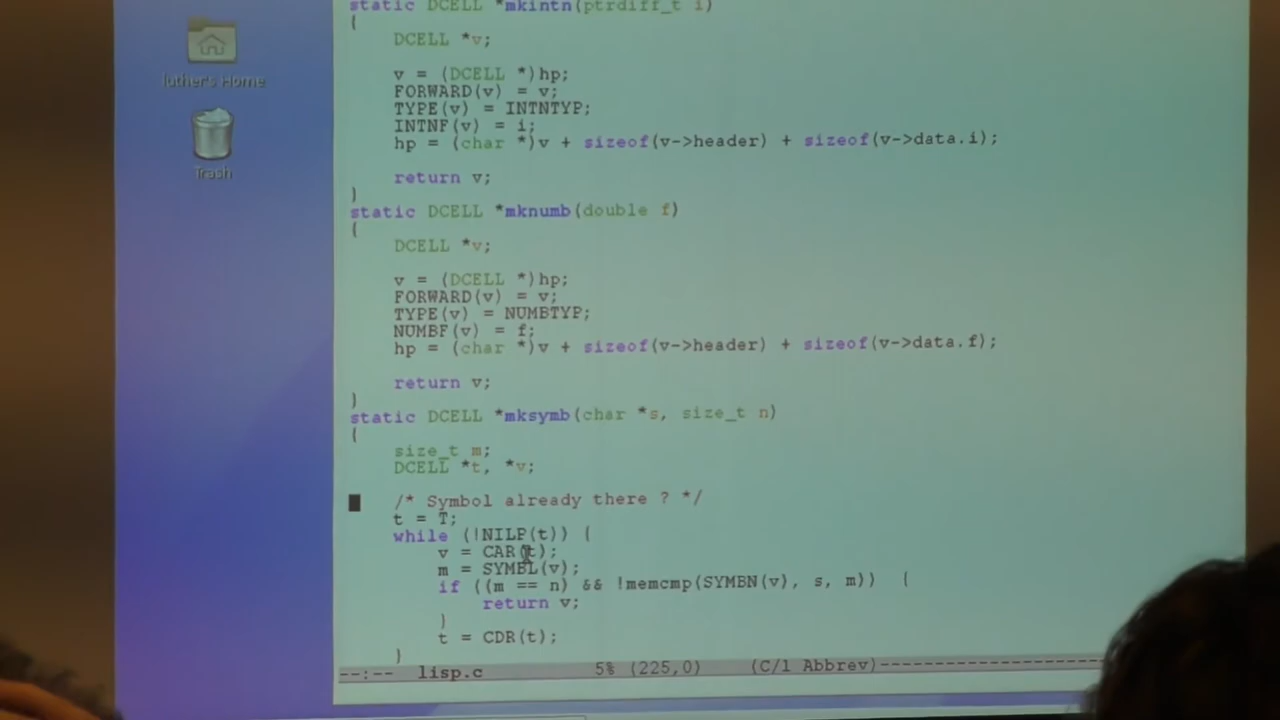 luther's Home
Trash
static DCELL *mkintn(ptrdiff_t i)
{
    DCELL *v;

    v = (DCELL *)hp;
    FORWARD(v) = v;
    TYPE(v) = INTNTYP;
    INTNF(v) = i;
    hp = (char *)v + sizeof(v->header) + sizeof(v->data.i);

    return v;
}
static DCELL *mknumb(double f)
{
    DCELL *v;

    v = (DCELL *)hp;
    FORWARD(v) = v;
    TYPE(v) = NUMBTYP;
    NUMBF(v) = f;
    hp = (char *)v + sizeof(v->header) + sizeof(v->data.f);

    return v;
}
static DCELL *mksymb(char *s, size_t n)
{
    size_t m;
    DCELL *t, *v;

    /* Symbol already there ? */
    t = T;
    while (!NILP(t)) {
        v = CAR(t);
        m = SYMBL(v);
        if ((m == n) && !memcmp(SYMBN(v), s, m)) {
            return v;
        }
        t = CDR(t);
    }
--:-- lisp.c 5% (225,0) (C/l Abbrev)--------------------